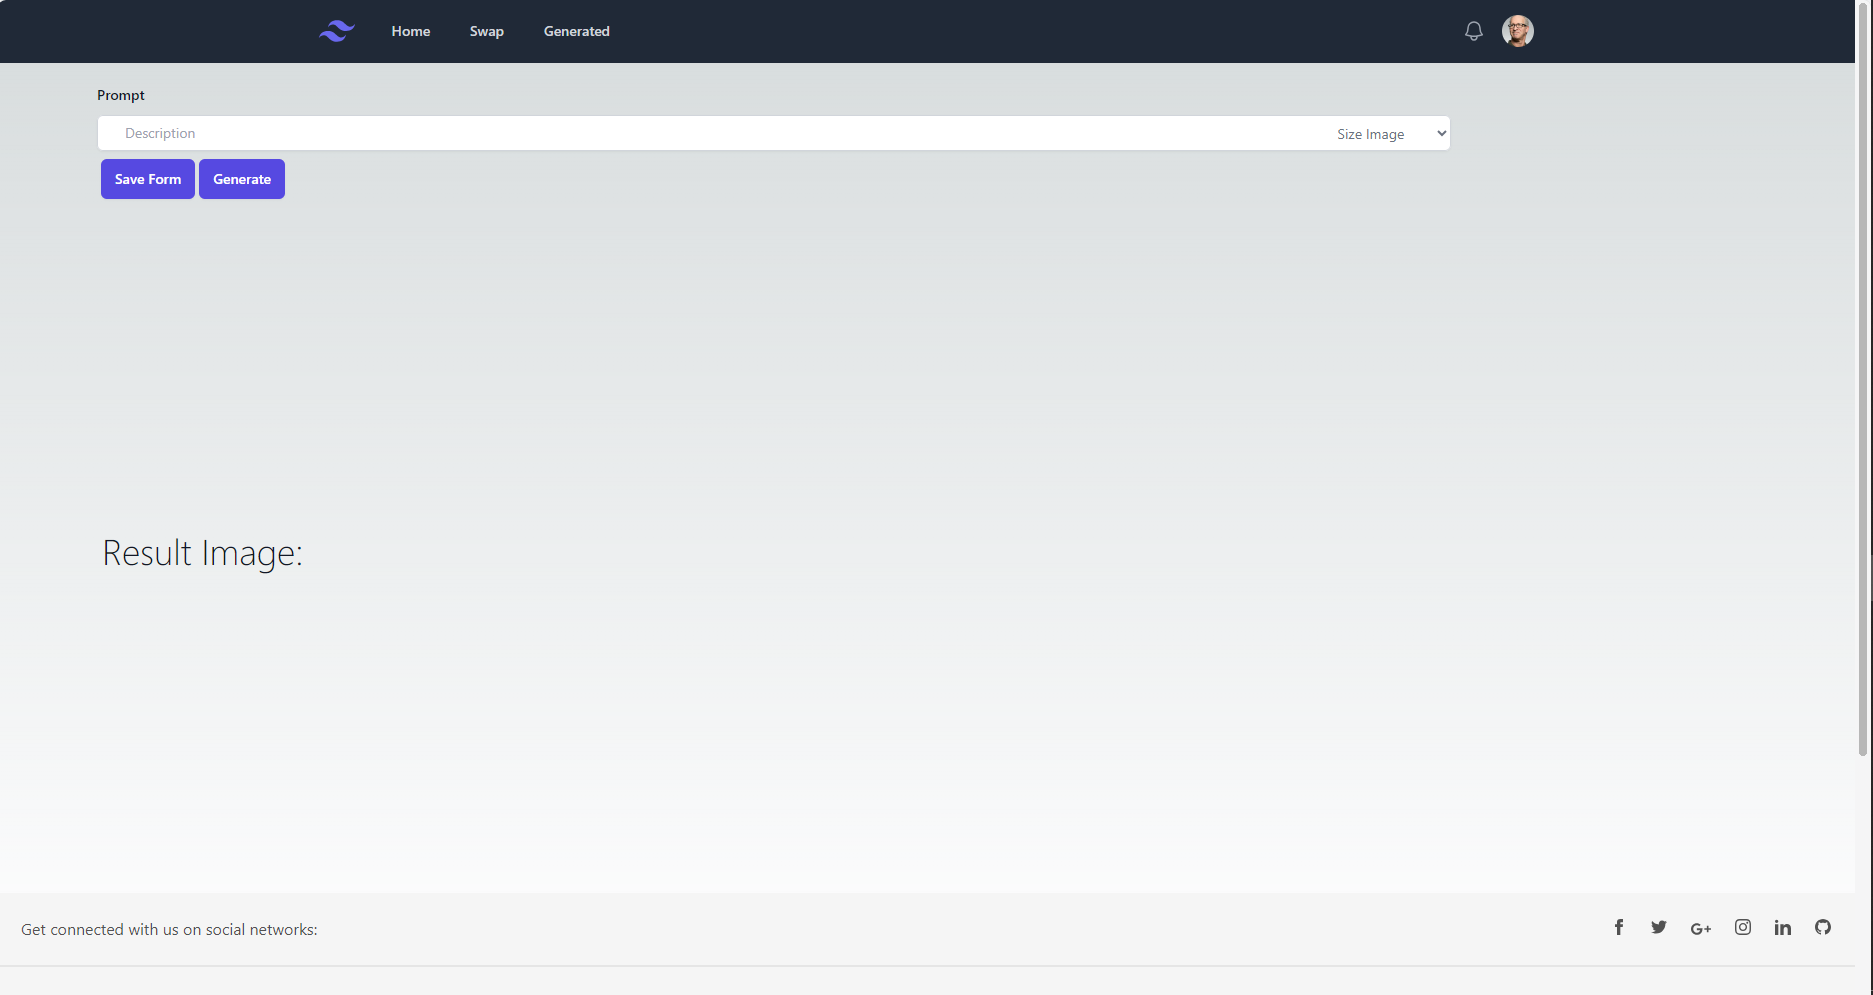 Home Swap Generated
Prompt
Description Size Image
Save Form Generate
Result Image:
Get connected with us on social networks: